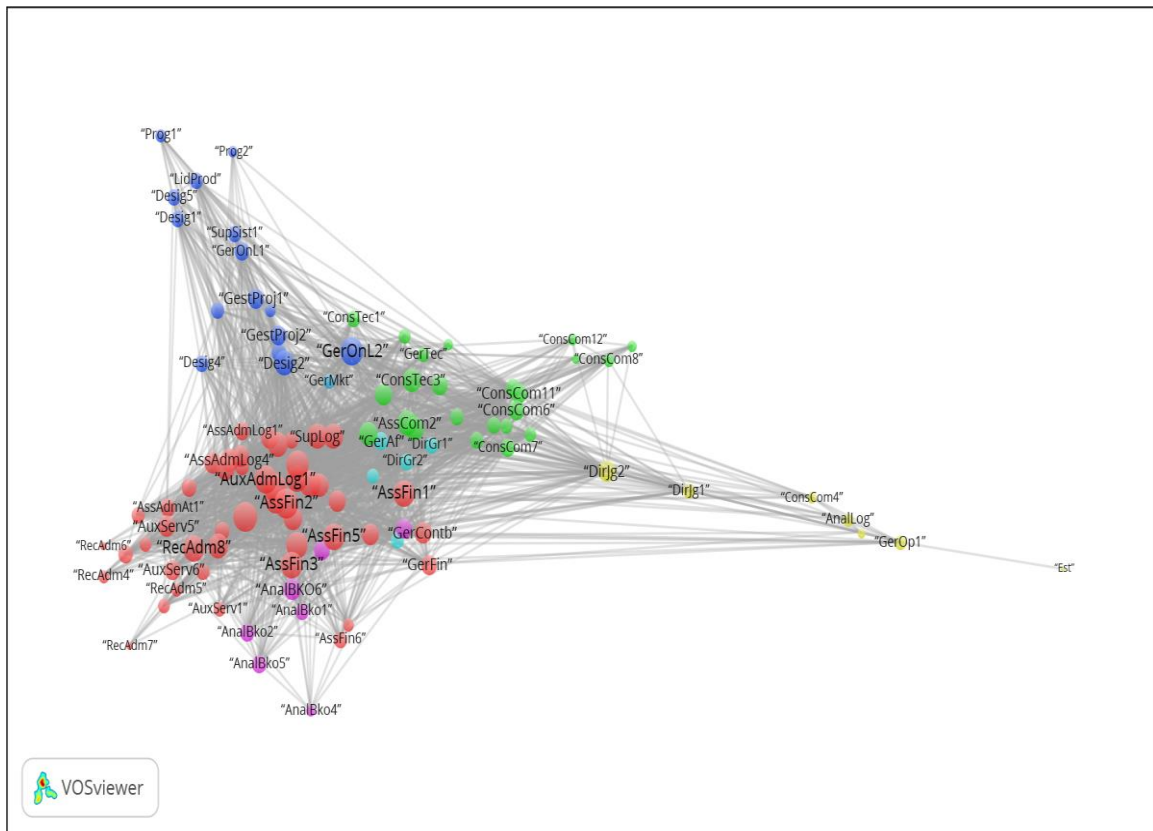 “Prog1”
“Prog2”
“LidProd”
“Desig5”
“Desig1”
“SupSist1”
“GerOnL1”
“GestProj1”
“ConsTec1”
“GestProj2”
“GerOnL2”
“GerTec”
“ConsCom12”
“ConsCom8”
“Desig4”
“Desig2”
“GerMkt”
“ConsTec3”
“ConsCom11”
“ConsCom6”
“AssCom2”
“AssAdmLog1”
“SupLog”
“GerAf”
“DirGr1”
“ConsCom7”
“AssAdmLog4”
“DirGr2”
“DirJg2”
“AuxAdmLog1”
“AssFin1”
“DirJg1”
“ConsCom4”
“AssFin2”
“AssAdmAt1”
“AnalLog”
“AuxServ5”
“AssFin5”
“GerContb”
“GerOp1”
“RecAdm6”
“RecAdm8”
“AssFin3”
“GerFin”
“Est”
“RecAdm4”
“AuxServ6”
“RecAdm5”
“AnalBKO6”
“AuxServ1”
“AnalBko1”
“AnalBko2”
“AssFin6”
“RecAdm7”
“AnalBko5”
“AnalBko4”
VOSviewer